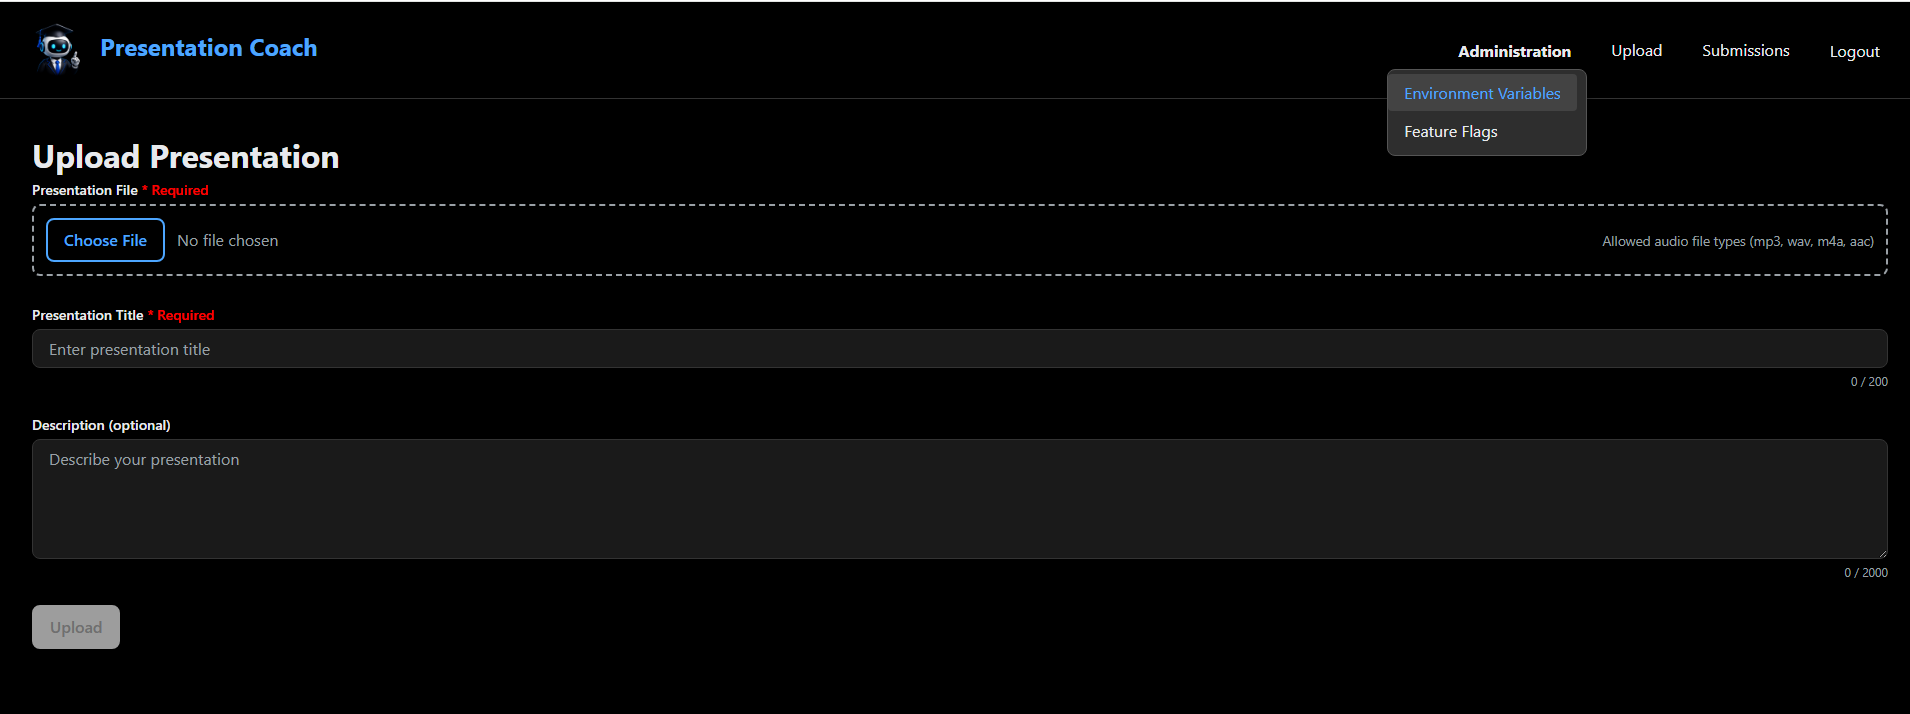 Presentation Coach
Administration
Upload
Submissions
Logout
Environment Variables
Feature Flags
Upload Presentation
Presentation File * Required
Choose File No file chosen
Allowed audio file types (mp3, wav, m4a, aac)
Presentation Title * Required
Enter presentation title
0 / 200
Description (optional)
Describe your presentation
0 / 2000
Upload